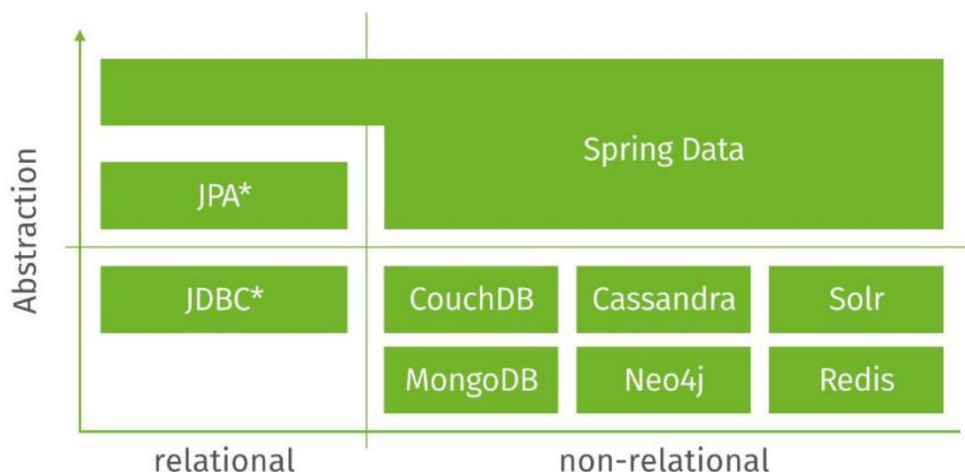 Abstraction
Spring Data
JPA*
JDBC*
CouchDB
Cassandra
Solr
MongoDB
Neo4j
Redis
relational
non-relational